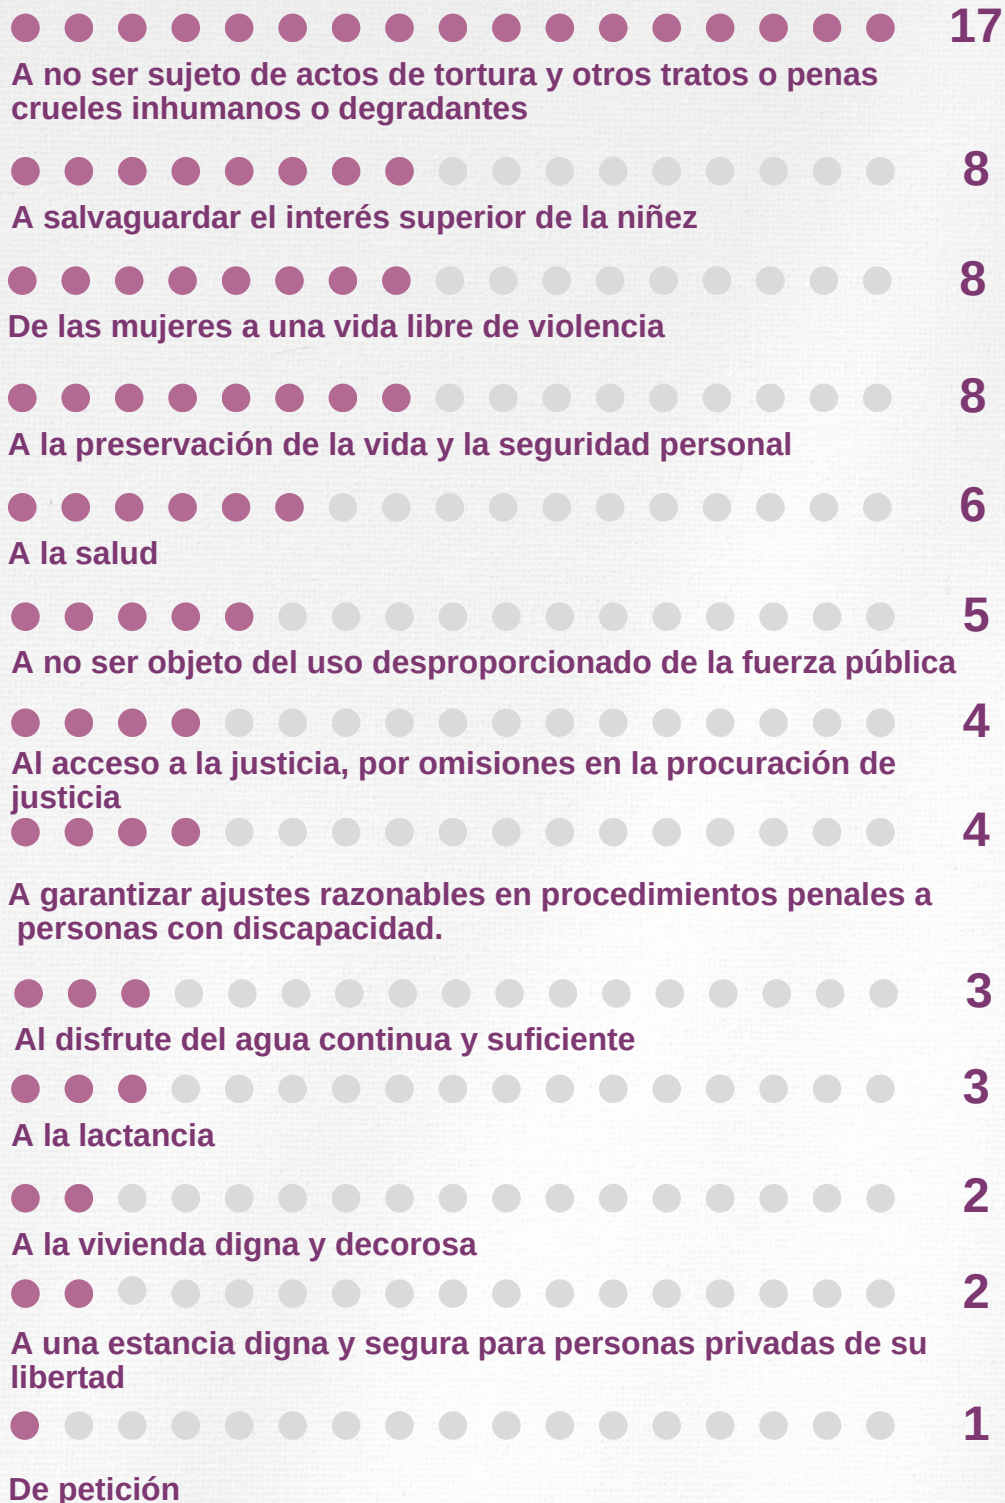 17
A no ser sujeto de actos de tortura y otros tratos o penas
crueles inhumanos o degradantes
8
A salvaguardar el interés superior de la niñez
8
De las mujeres a una vida libre de violencia
8
A la preservación de la vida y la seguridad personal
6
A la salud
5
A no ser objeto del uso desproporcionado de la fuerza pública
4
Al acceso a la justicia, por omisiones en la procuración de
justicia
4
A garantizar ajustes razonables en procedimientos penales a
personas con discapacidad.
3
Al disfrute del agua continua y suficiente
3
A la lactancia
2
A la vivienda digna y decorosa
2
A una estancia digna y segura para personas privadas de su
libertad
1
De petición